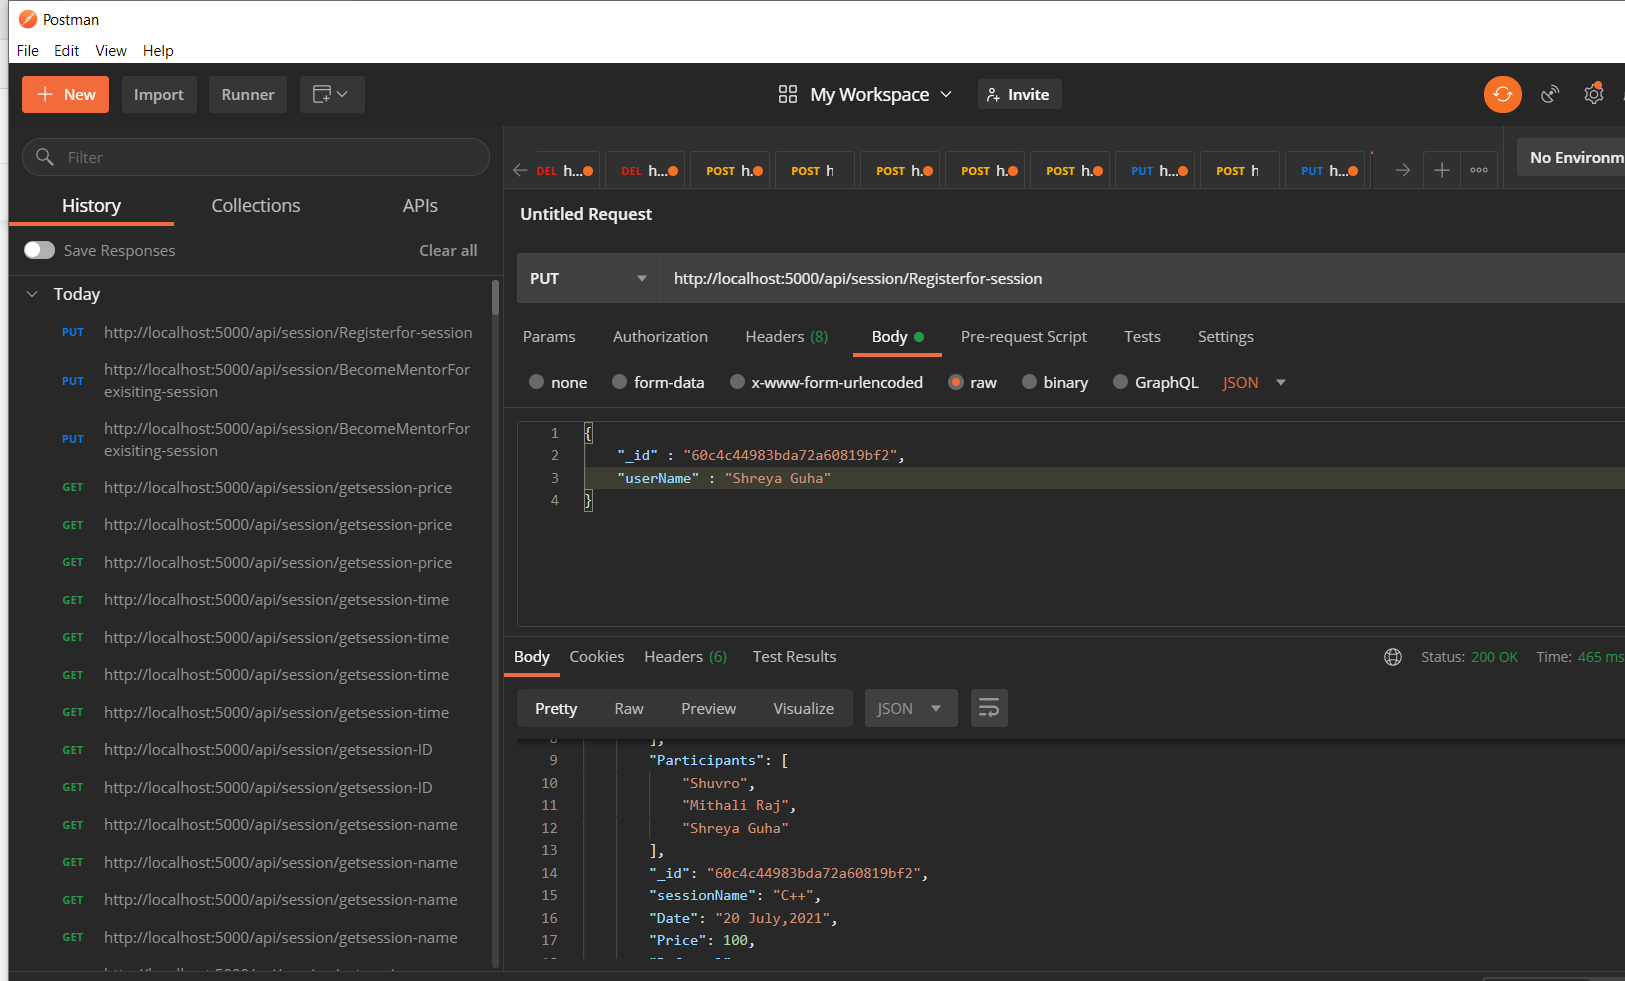 Postman
File Edit View Help
New Import Runner My Workspace Invite
Filter
History Collections APIs
Save Responses Clear all
Today
PUT http://localhost:5000/api/session/Registerfor-session
PUT http://localhost:5000/api/session/BecomeMentorFor
exisiting-session
PUT http://localhost:5000/api/session/BecomeMentorFor
exisiting-session
GET http://localhost:5000/api/session/getsession-price
GET http://localhost:5000/api/session/getsession-price
GET http://localhost:5000/api/session/getsession-price
GET http://localhost:5000/api/session/getsession-time
GET http://localhost:5000/api/session/getsession-time
GET http://localhost:5000/api/session/getsession-time
GET http://localhost:5000/api/session/getsession-time
GET http://localhost:5000/api/session/getsession-ID
GET http://localhost:5000/api/session/getsession-ID
GET http://localhost:5000/api/session/getsession-name
GET http://localhost:5000/api/session/getsession-name
GET http://localhost:5000/api/session/getsession-name
GET http://localhost:5000/api/session/getsession-name
DEL h... DEL h... POST h. POST h POST h. POST h. POST h. PUT h... POST h PUT h... No Environm
Untitled Request
PUT http://localhost:5000/api/session/Registerfor-session
Params Authorization Headers (8) Body Pre-request Script Tests Settings
none form-data x-www-form-urlencoded raw binary GraphQL JSON
1 {
2 "_id" : "60c4c44983bda72a60819bf2",
3 "userName" : "Shreya Guha"
4 }
Body Cookies Headers (6) Test Results Status: 200 OK Time: 465 ms
Pretty Raw Preview Visualize JSON
8 ],
9 "Participants": [
10 "Shuvro",
11 "Mithali Raj",
12 "Shreya Guha"
13 ],
14 "_id": "60c4c44983bda72a60819bf2",
15 "sessionName": "C++",
16 "Date": "20 July,2021",
17 "Price": 100,